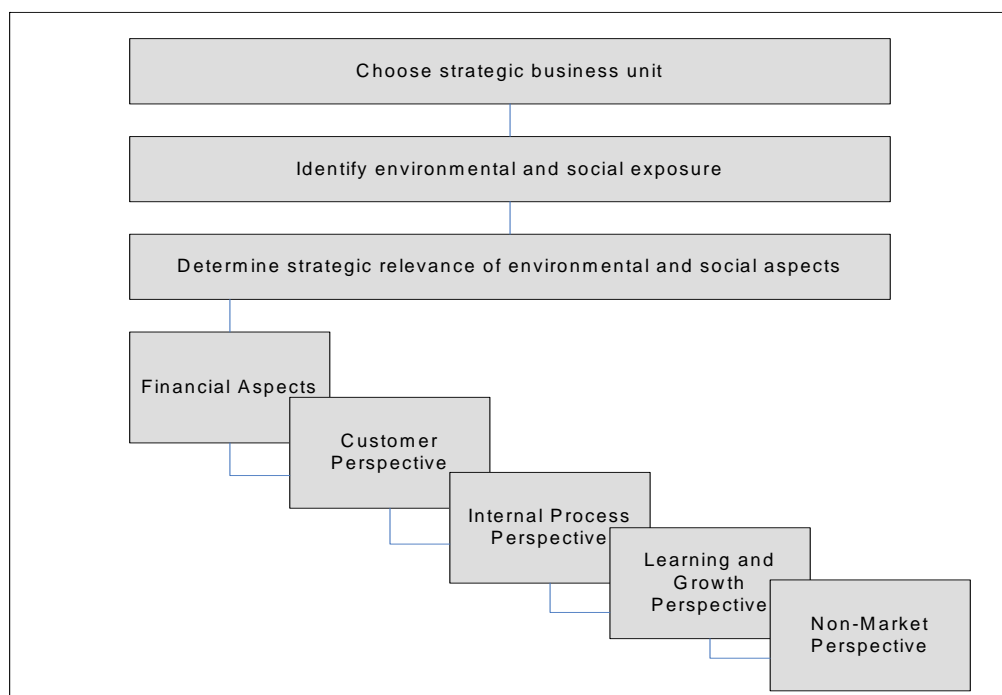 Choose strategic business unit
Identify environmental and social exposure
Determine strategic relevance of environmental and social aspects
Financial Aspects
Customer
Perspective
Internal Process
Perspective
Learning and
Growth
Perspective
Non-Market
Perspective